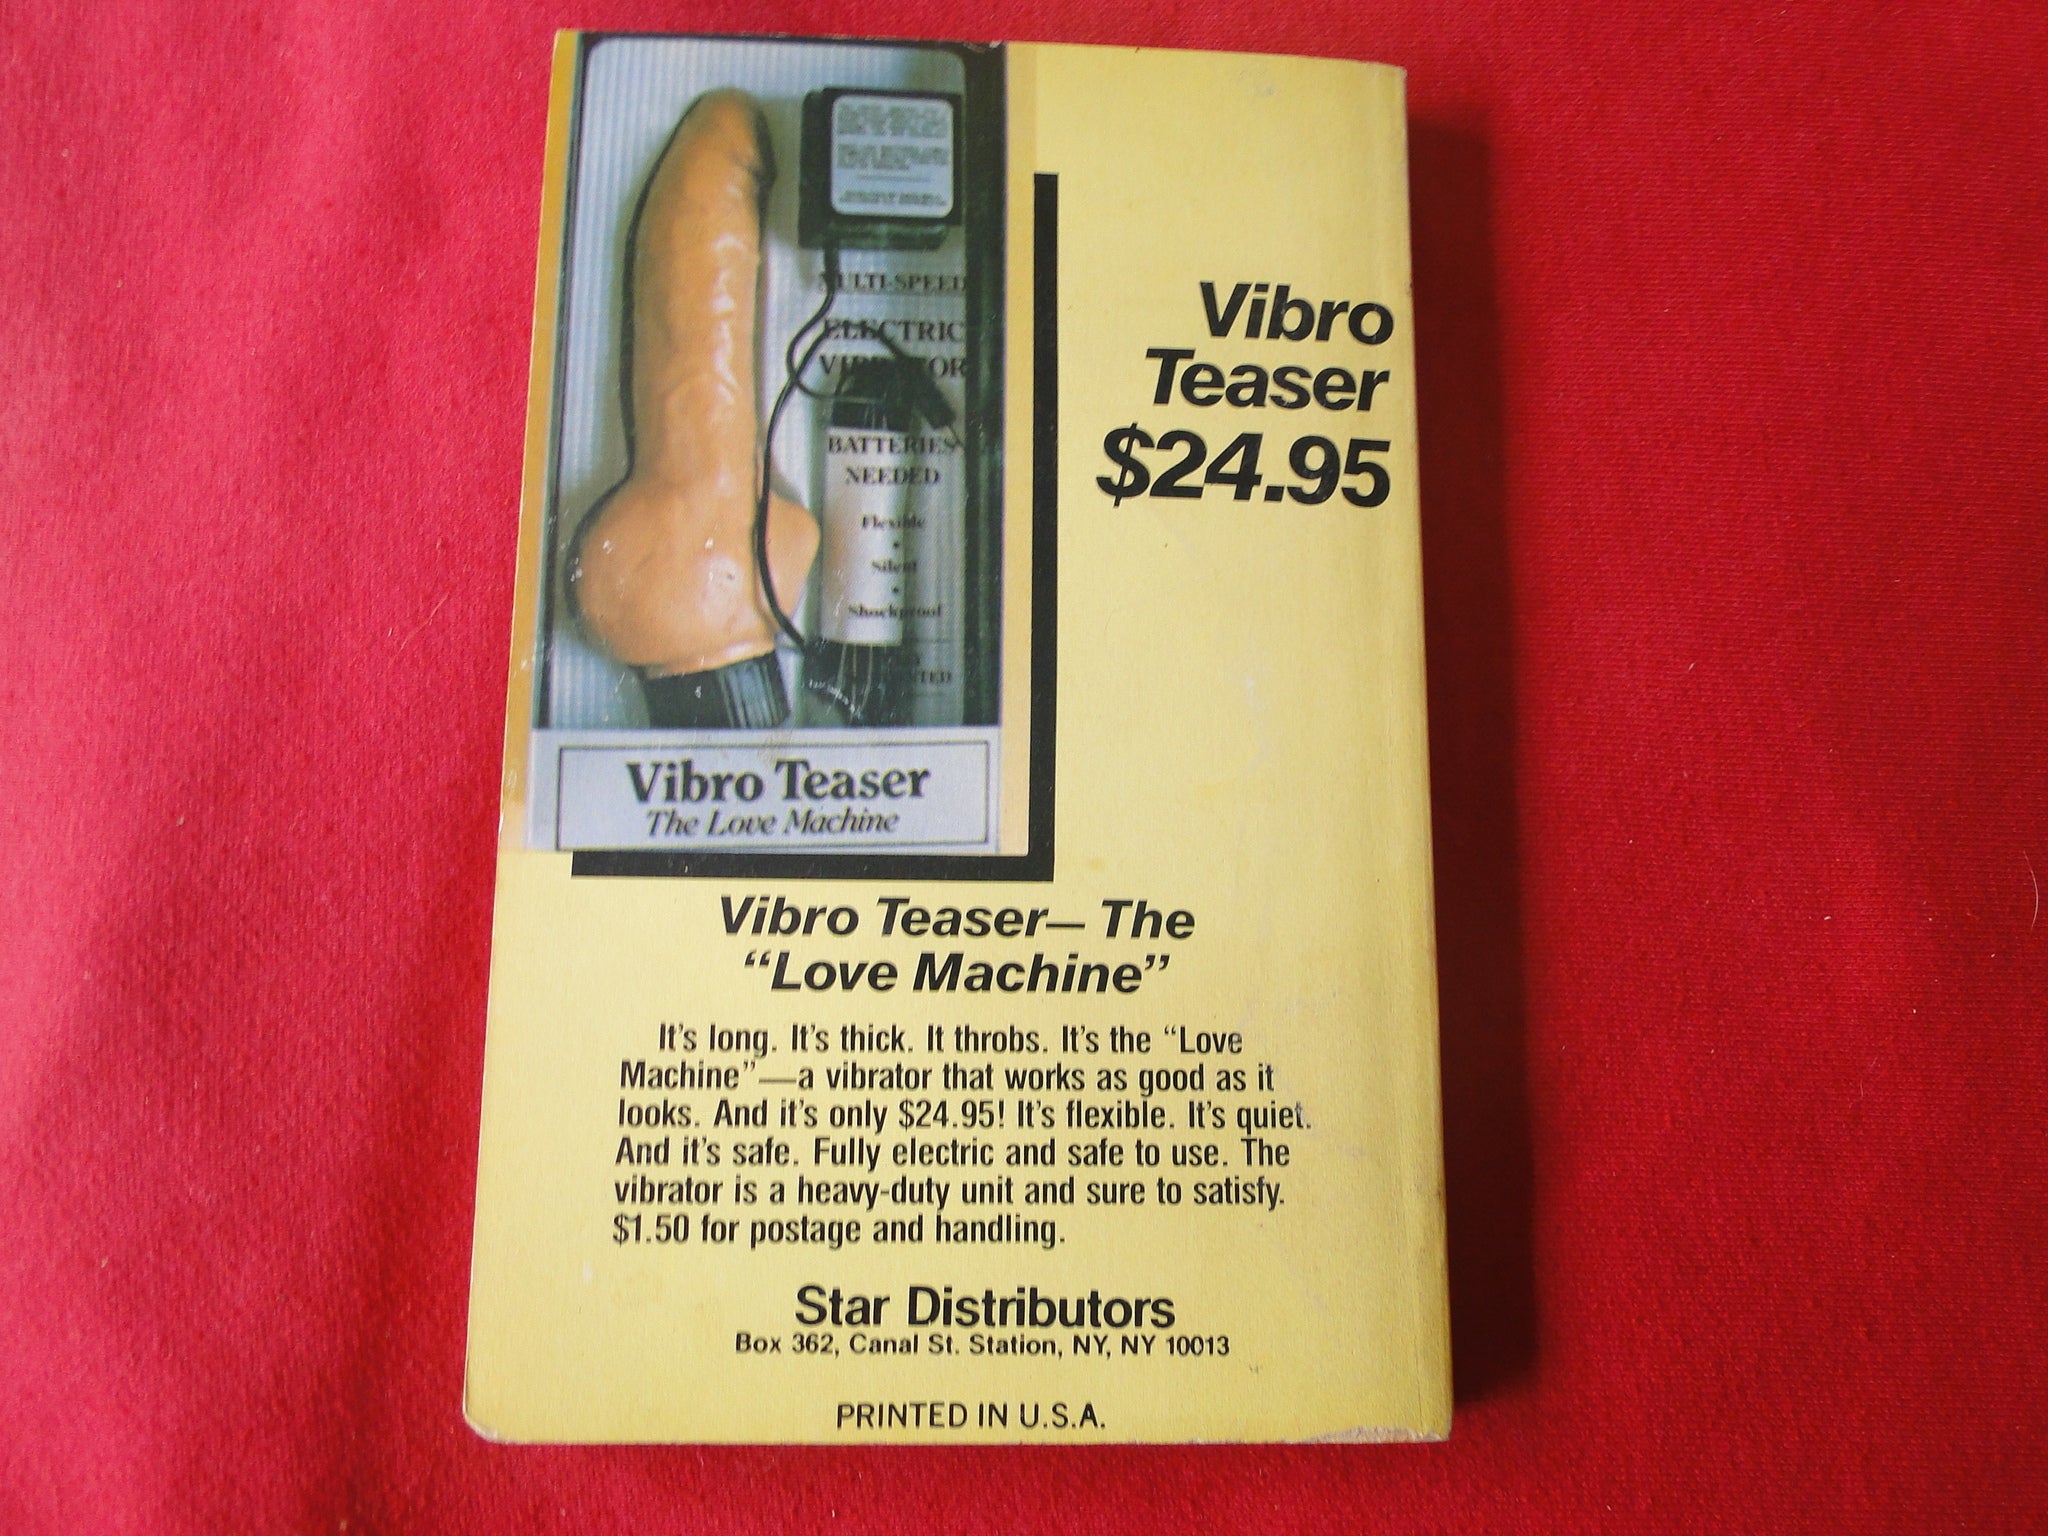 MULTI-SPEED
ELECTRIC
BATTERIES
NEEDED
Flexible
•
Silent
•
Shockproof
Vibro Teaser
The Love Machine
Vibro
Teaser
$24.95
Vibro Teaser— The
“Love Machine”
It's long. It's thick. It throbs. It's the “Love
Machine”—a vibrator that works as good as it
looks. And it's only $24.95! It's flexible. It's quiet.
And it's safe. Fully electric and safe to use. The
vibrator is a heavy-duty unit and sure to satisfy.
$1.50 for postage and handling.
Star Distributors
Box 362, Canal St. Station, NY, NY 10013
PRINTED IN U.S.A.